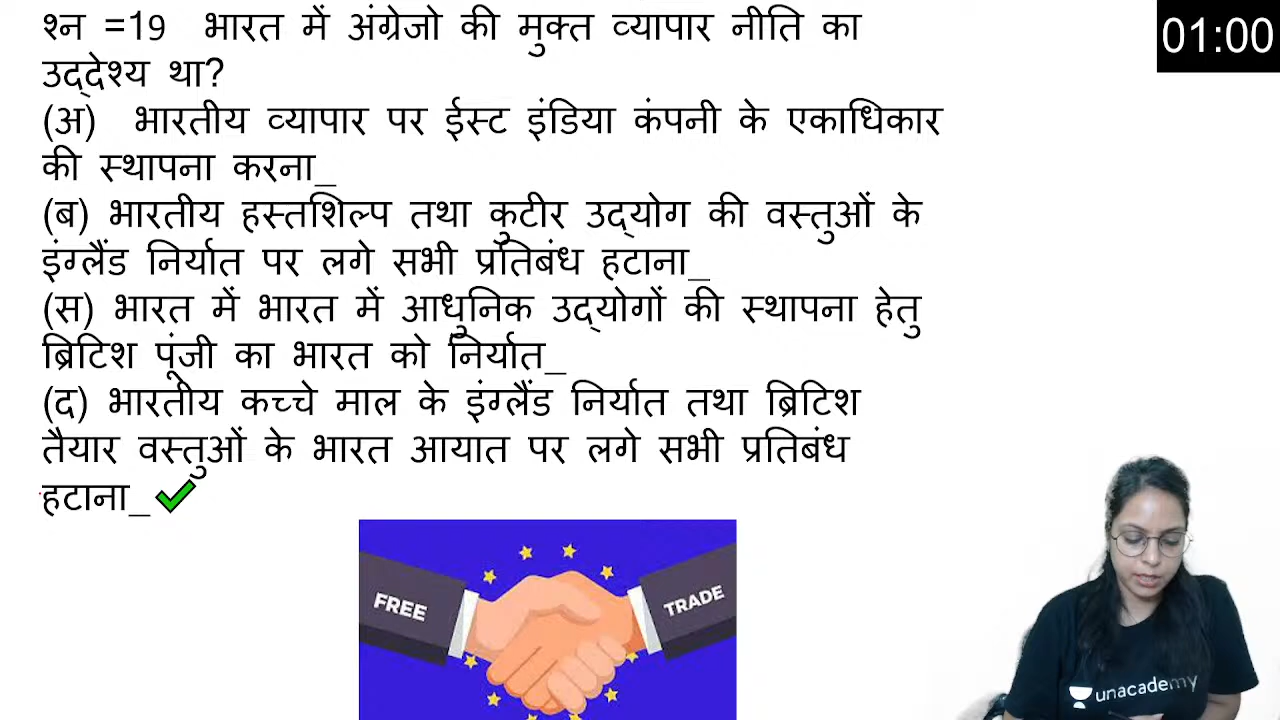 श्न =19 भारत में अंग्रेजो की मुक्त व्यापार नीति का
उद्देश्य था?
(अ) भारतीय व्यापार पर ईस्ट इंडिया कंपनी के एकाधिकार
की स्थापना करना_
(ब) भारतीय हस्तशिल्प तथा कुटीर उद्योग की वस्तुओं के
इंग्लैंड निर्यात पर लगे सभी प्रतिबंध हटाना_
(स) भारत में भारत में आधुनिक उद्योगों की स्थापना हेतु
ब्रिटिश पूंजी का भारत को निर्यात_
(द) भारतीय कच्चे माल के इंग्लैंड निर्यात तथा ब्रिटिश
तैयार वस्तुओं के भारत आयात पर लगे सभी प्रतिबंध
हटाना_
01:00
FREE
TRADE
unacademy